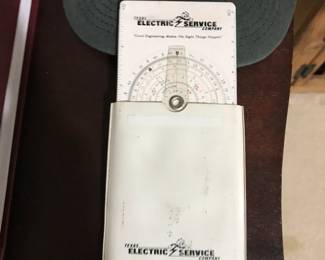 TEXAS
ELECTRIC SERVICE
COMPANY
"Good Engineering Makes The Right Things Happen"
TEXAS
ELECTRIC SERVICE
COMPANY